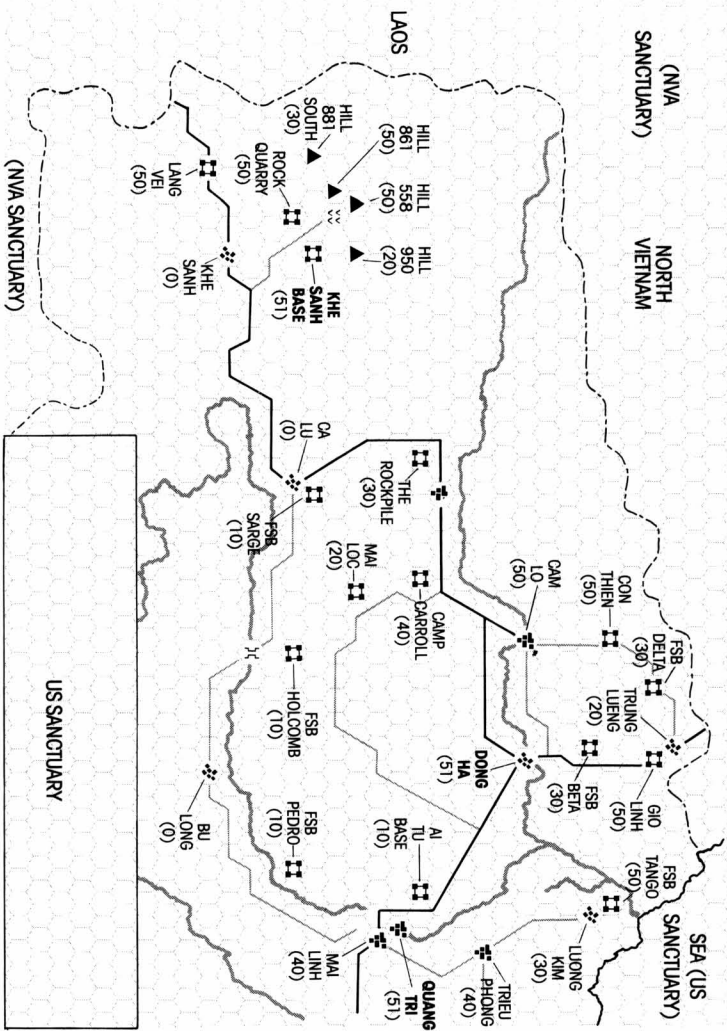 (NVA
SANCTUARY)
NORTH
VIETNAM
SEA (US
SANCTUARY)
FSB
DELTA
(30)
TRUNG
LUENG
(20)
GIO
LINH
(50)
CON
THIEN
(50)
FSB
TANGO
(50)
FSB
BETA
(30)
LUONG
KIM
(30)
CAM
LO
(50)
DONG
HA
(51)
TRIEU
PHONG
(40)
LAOS
HILL
861
(50)
HILL
558
(50)
HILL
950
(20)
THE
ROCKPILE
(30)
CAMP
CARROLL
(40)
AI
TU
BASE
(10)
QUANG
TRI
(51)
HILL
881
SOUTH
(30)
KHE
SANH
BASE
(51)
MAI
LOC
(20)
MAI
LINH
(40)
ROCK
QUARRY
(50)
CA
LU
(0)
FSB
SARGE
(10)
FSB
HOLCOMB
(10)
FSB
PEDRO
(10)
LANG
VEI
(50)
KHE
SANH
(0)
BU
LONG
(0)
(NVA SANCTUARY)
US SANCTUARY